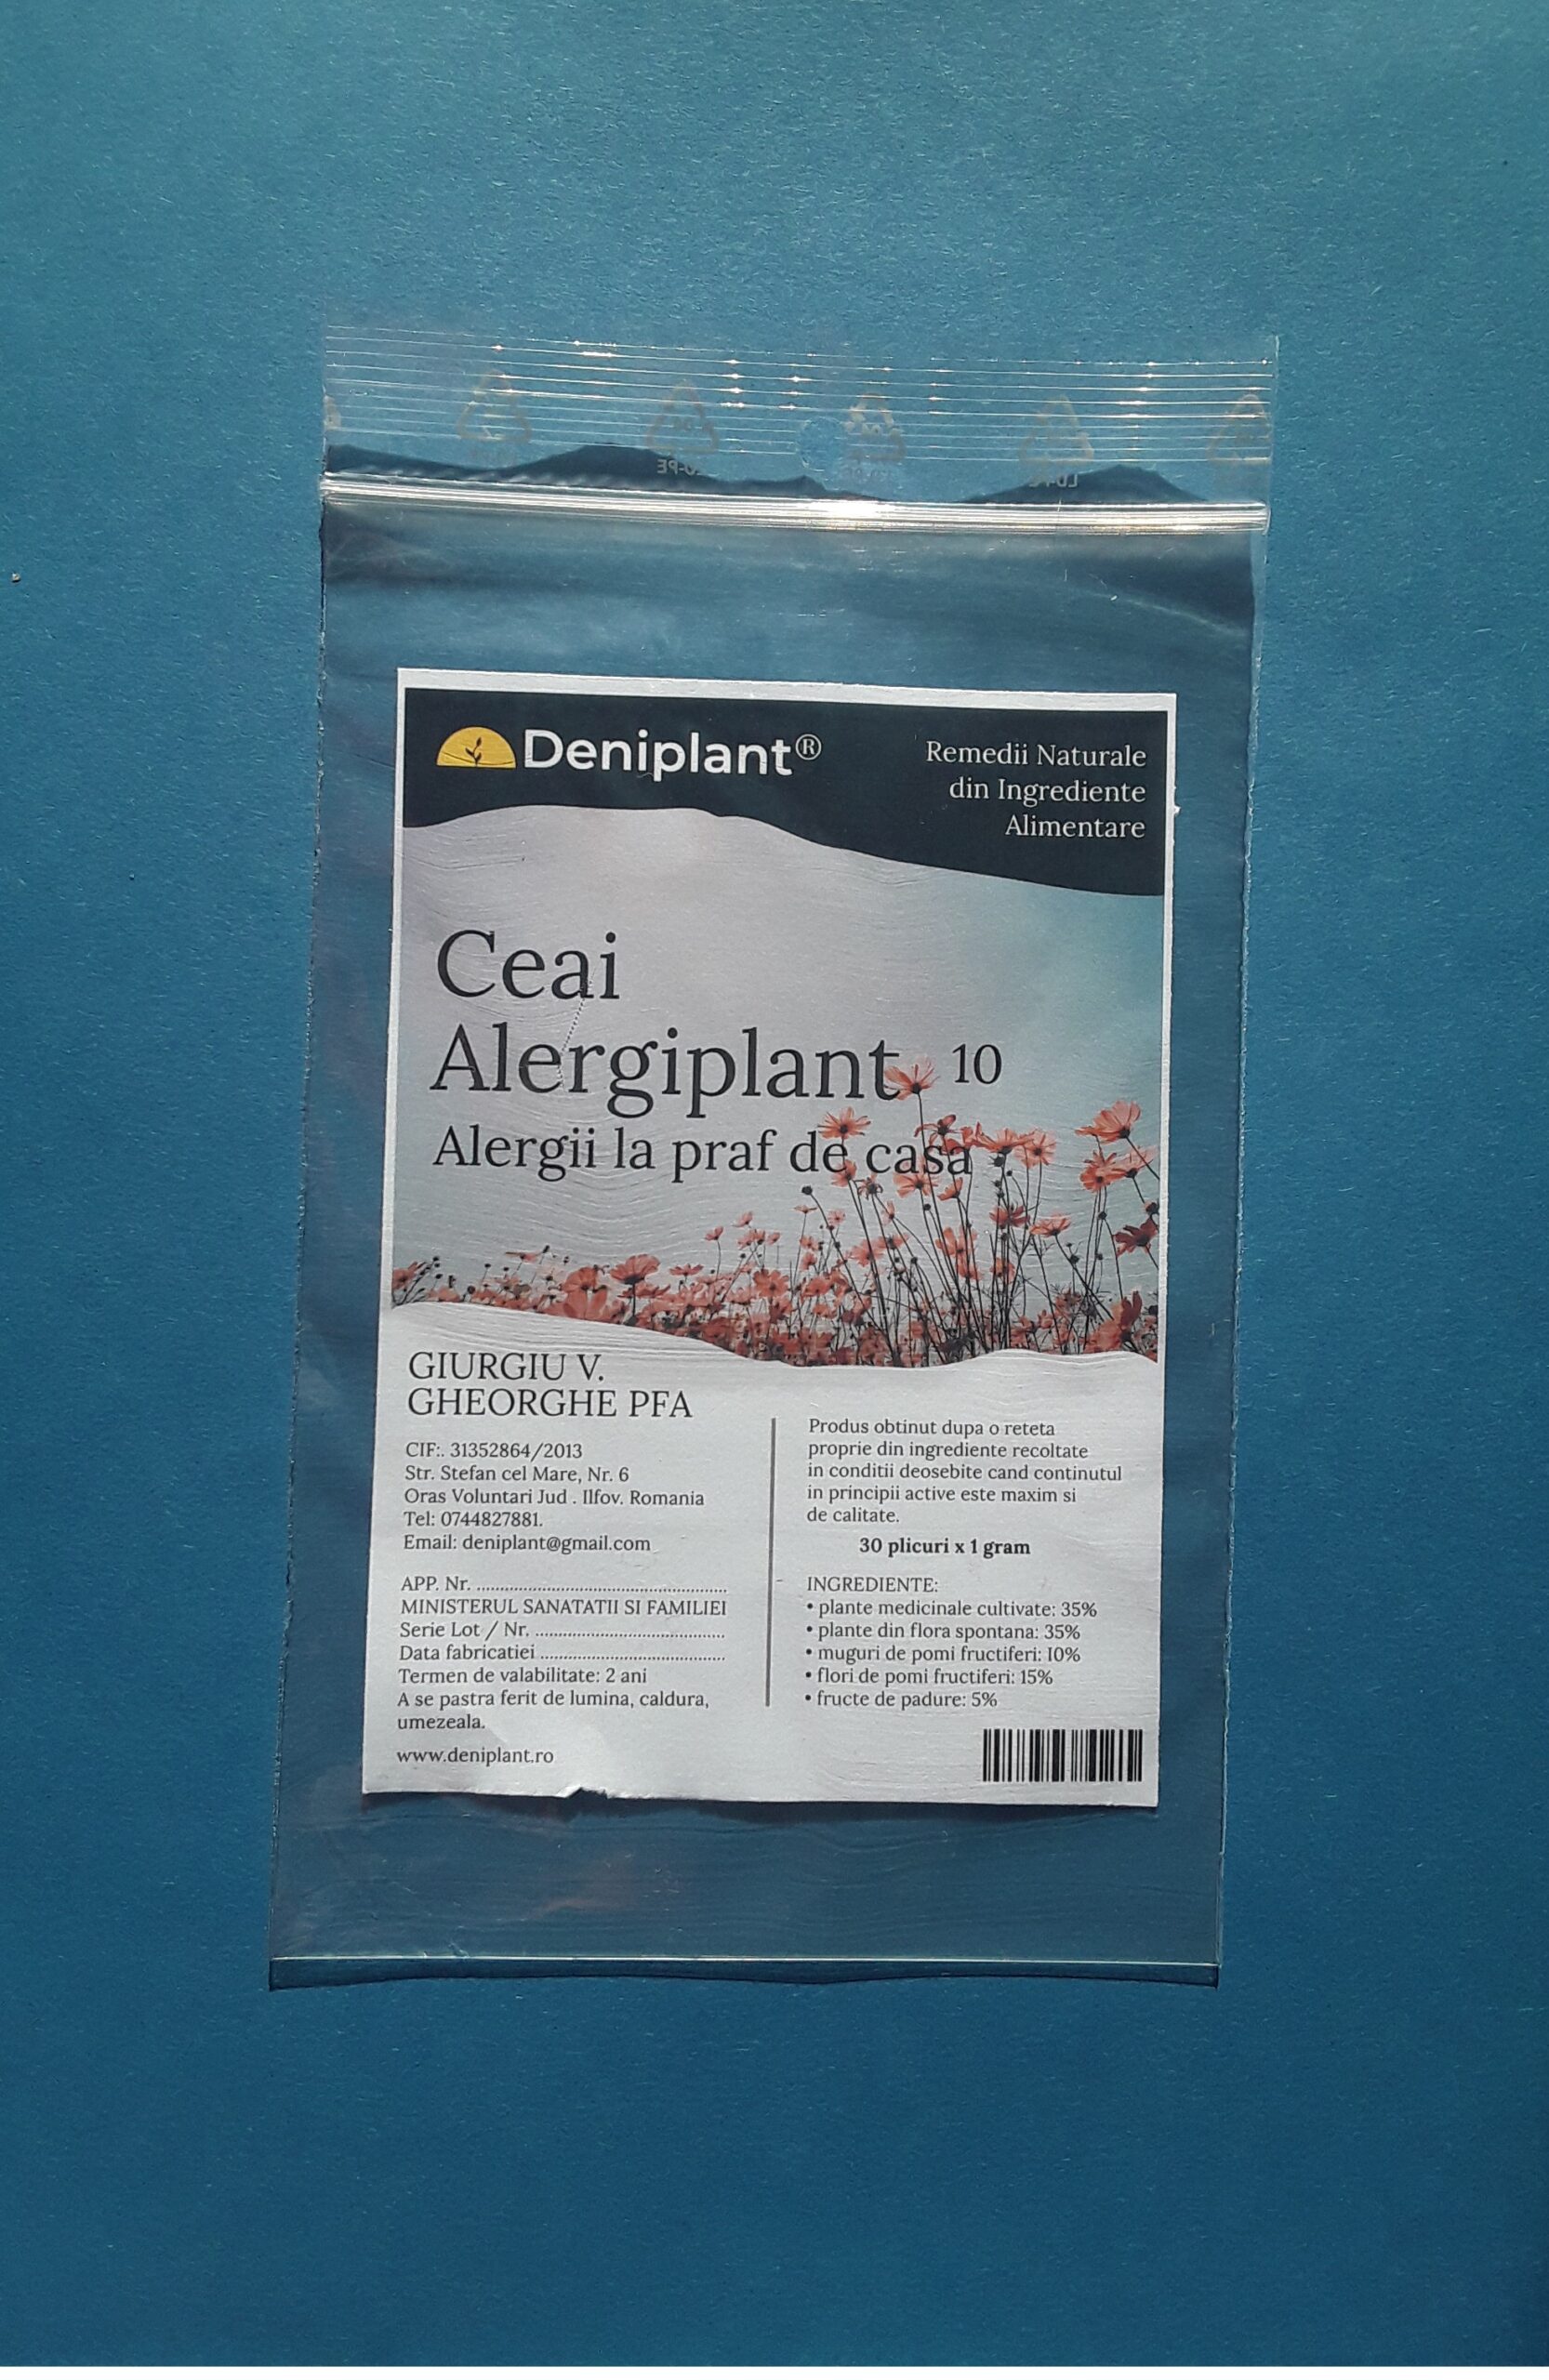 Deniplant®
Remedii Naturale
din Ingrediente
Alimentare
Ceai
Alergiplant 10
Alergii la praf de casa
GIURGIU V.
GHEORGHE PFA
CIF:. 31352864/2013
Str. Stefan cel Mare, Nr. 6
Oras Voluntari Jud . Ilfov. Romania
Tel: 0744827881.
Email: deniplant@gmail.com
APP. Nr. ..................................................
MINISTERUL SANATATII SI FAMILIEI
Serie Lot / Nr. ......................................
Data fabricatiei .....................................
Termen de valabilitate: 2 ani
A se pastra ferit de lumina, caldura,
umezeala.
www.deniplant.ro
Produs obtinut dupa o reteta
proprie din ingrediente recoltate
in conditii deosebite cand continutul
in principii active este maxim si
de calitate.
30 plicuri x 1 gram
INGREDIENTE:
• plante medicinale cultivate: 35%
• plante din flora spontana: 35%
• muguri de pomi fructiferi: 10%
• flori de pomi fructiferi: 15%
• fructe de padure: 5%